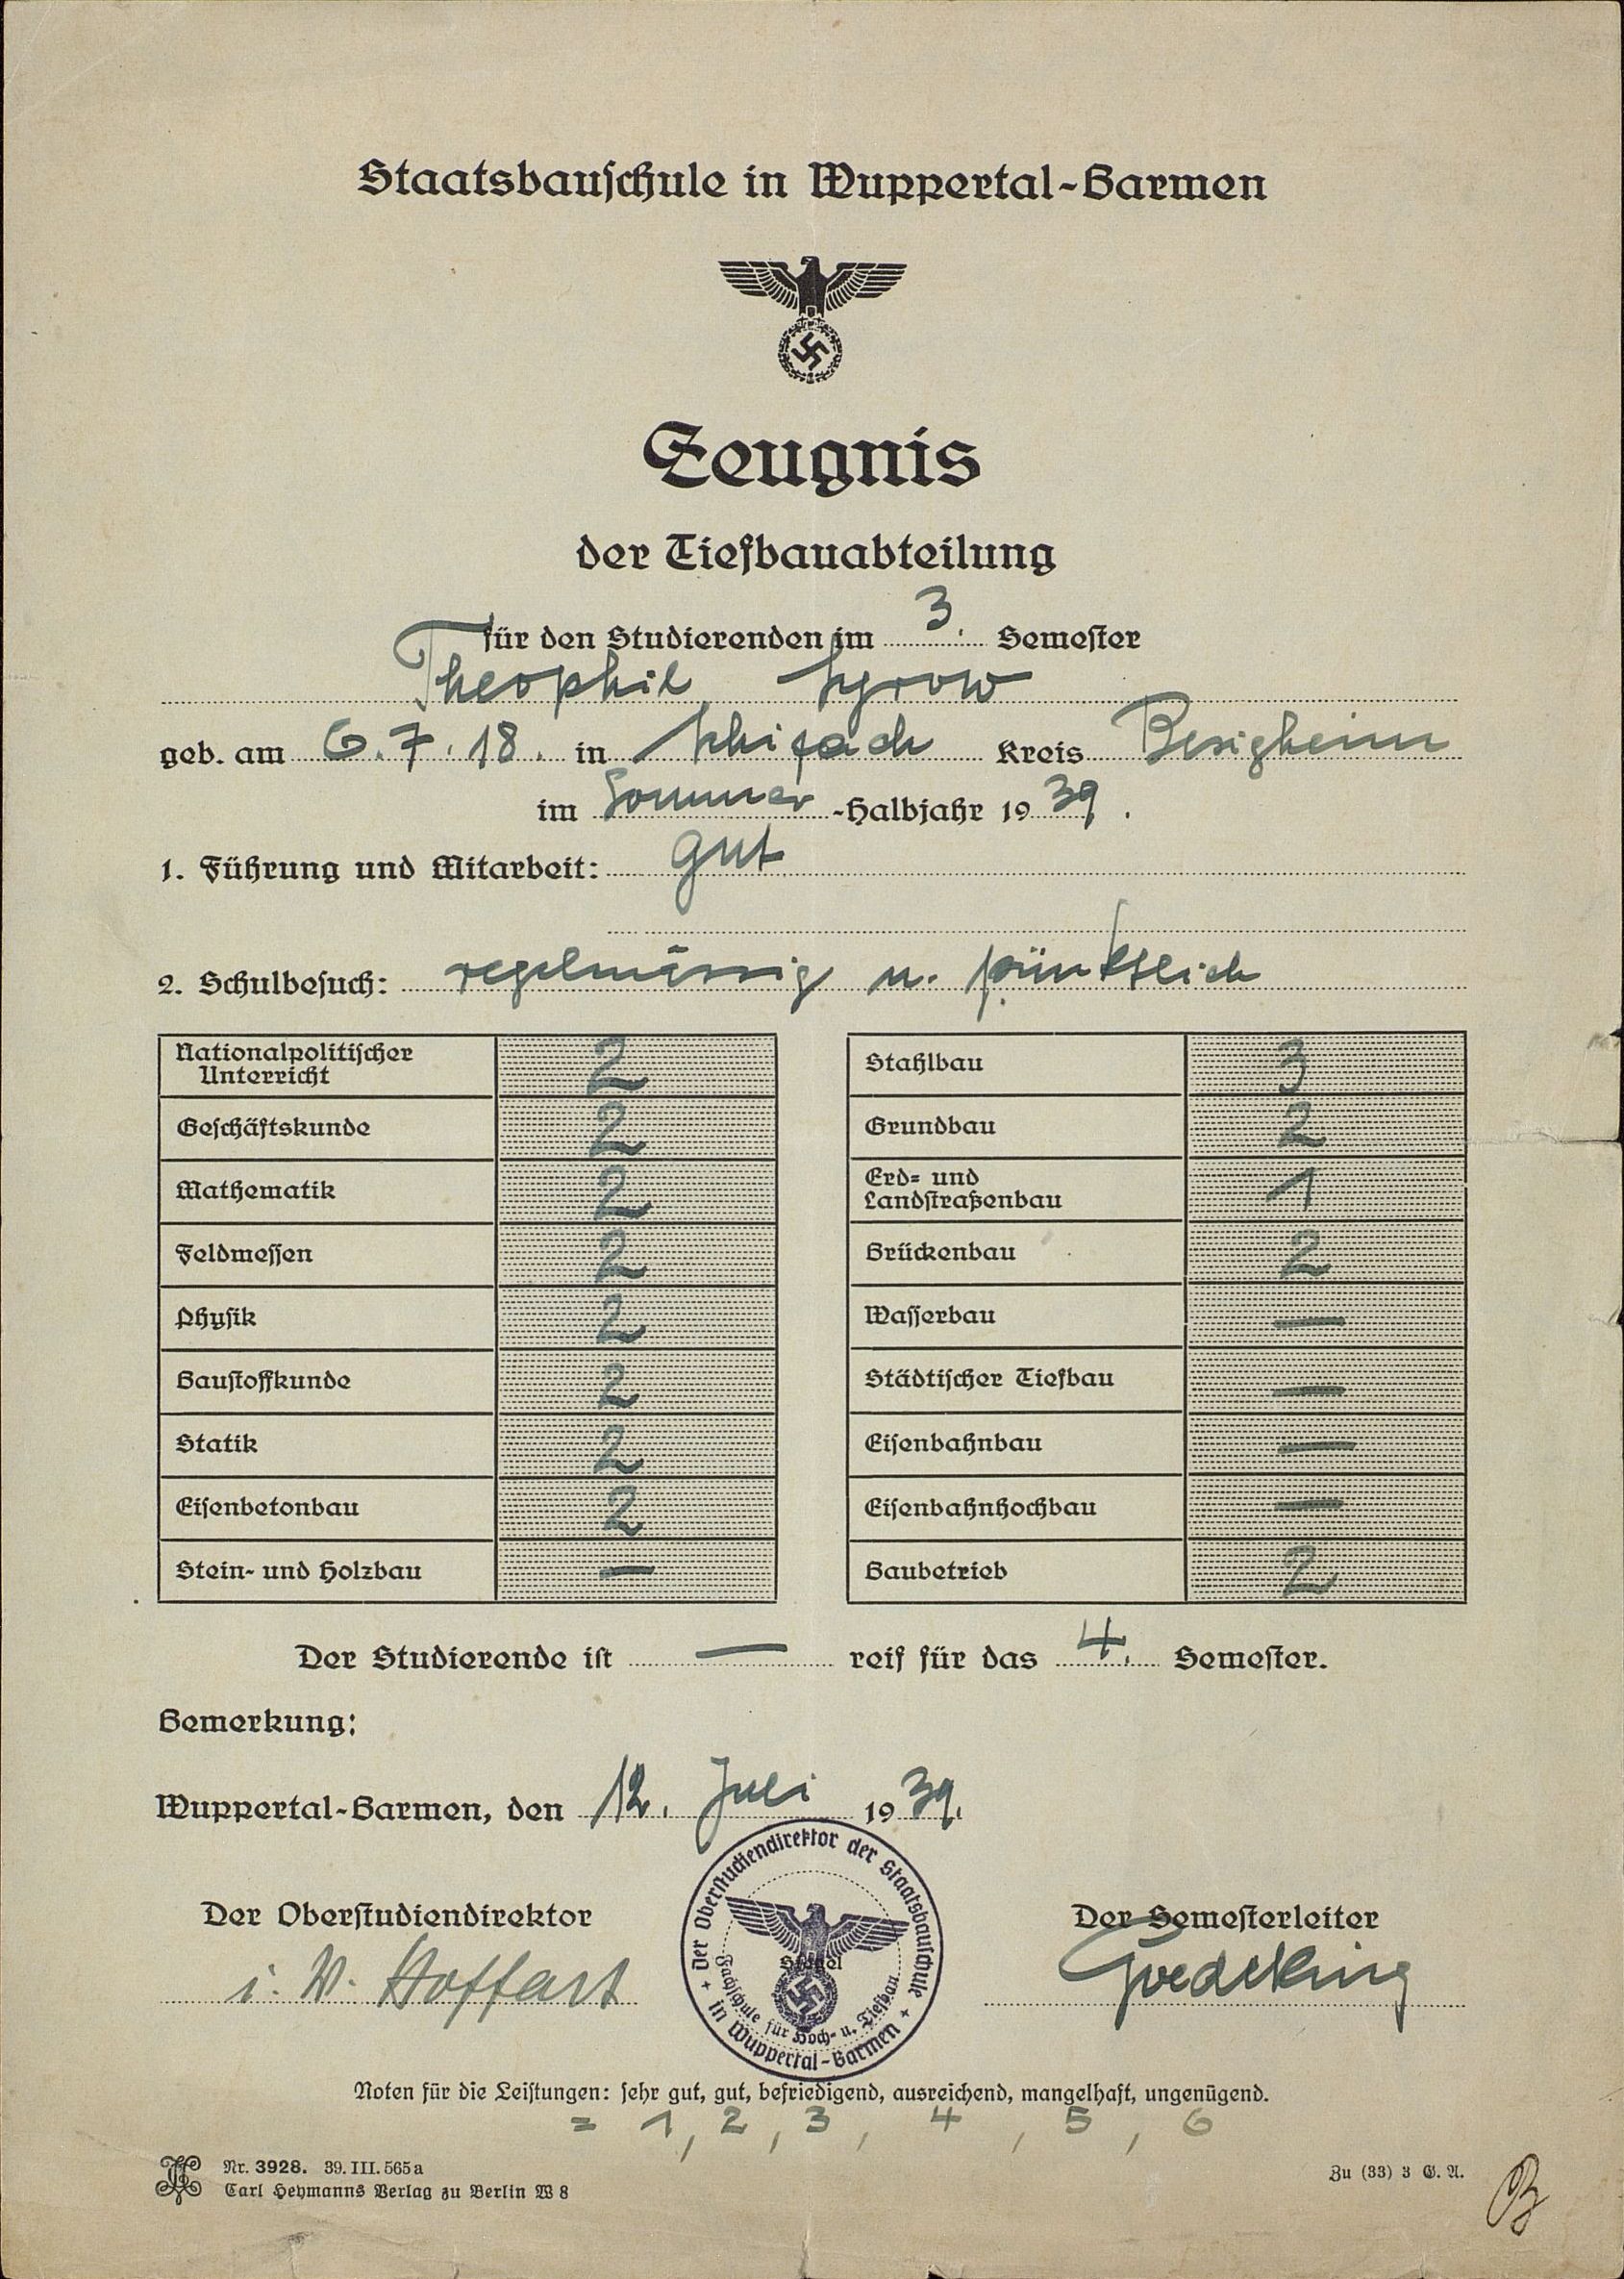 Staatsbauschule in Wuppertal-Barmen
Zeugnis
der Tiefbauabteilung
für den Studierenden im 3. Semester
Theophil
geb. am 6.7.18. in Kreis Besigheim
im Sommer-Halbjahr 1939.
1. Führung und Mitarbeit: gut
2. Schulbesuch: regelmässig u. pünktlich
Nationalpolitischer Unterricht 2
Geschäftskunde 2
Mathematik 2
Feldmessen 2
Physik 2
Baustoffkunde 2
Statik 2
Eisenbetonbau 2
Stein- und Holzbau —
Stahlbau 3
Grundbau 2
Erd- und Landstraßenbau 1
Brückenbau 2
Wasserbau —
Städtischer Tiefbau —
Eisenbahnbau —
Eisenbahnhochbau —
Baubetrieb 2
Der Studierende ist — reif für das 4. Semester.
Bemerkung:
Wuppertal-Barmen, den 12. Juli 1939.
Der Oberstudiendirektor
i. V. Hoffart
Der Oberstudiendirektor der Staatsbauschule
Fachschule für Hoch- u. Tiefbau
+ in Wuppertal-Barmen +
Siegel
Der Semesterleiter
Goedeking
Noten für die Leistungen: sehr gut, gut, befriedigend, ausreichend, mangelhaft, ungenügend.
= 1, 2, 3, 4, 5, 6
Nr. 3928. 39. III. 565a
Carl Heymanns Verlag zu Berlin W 8
Zu (33) 3 G. A.
B